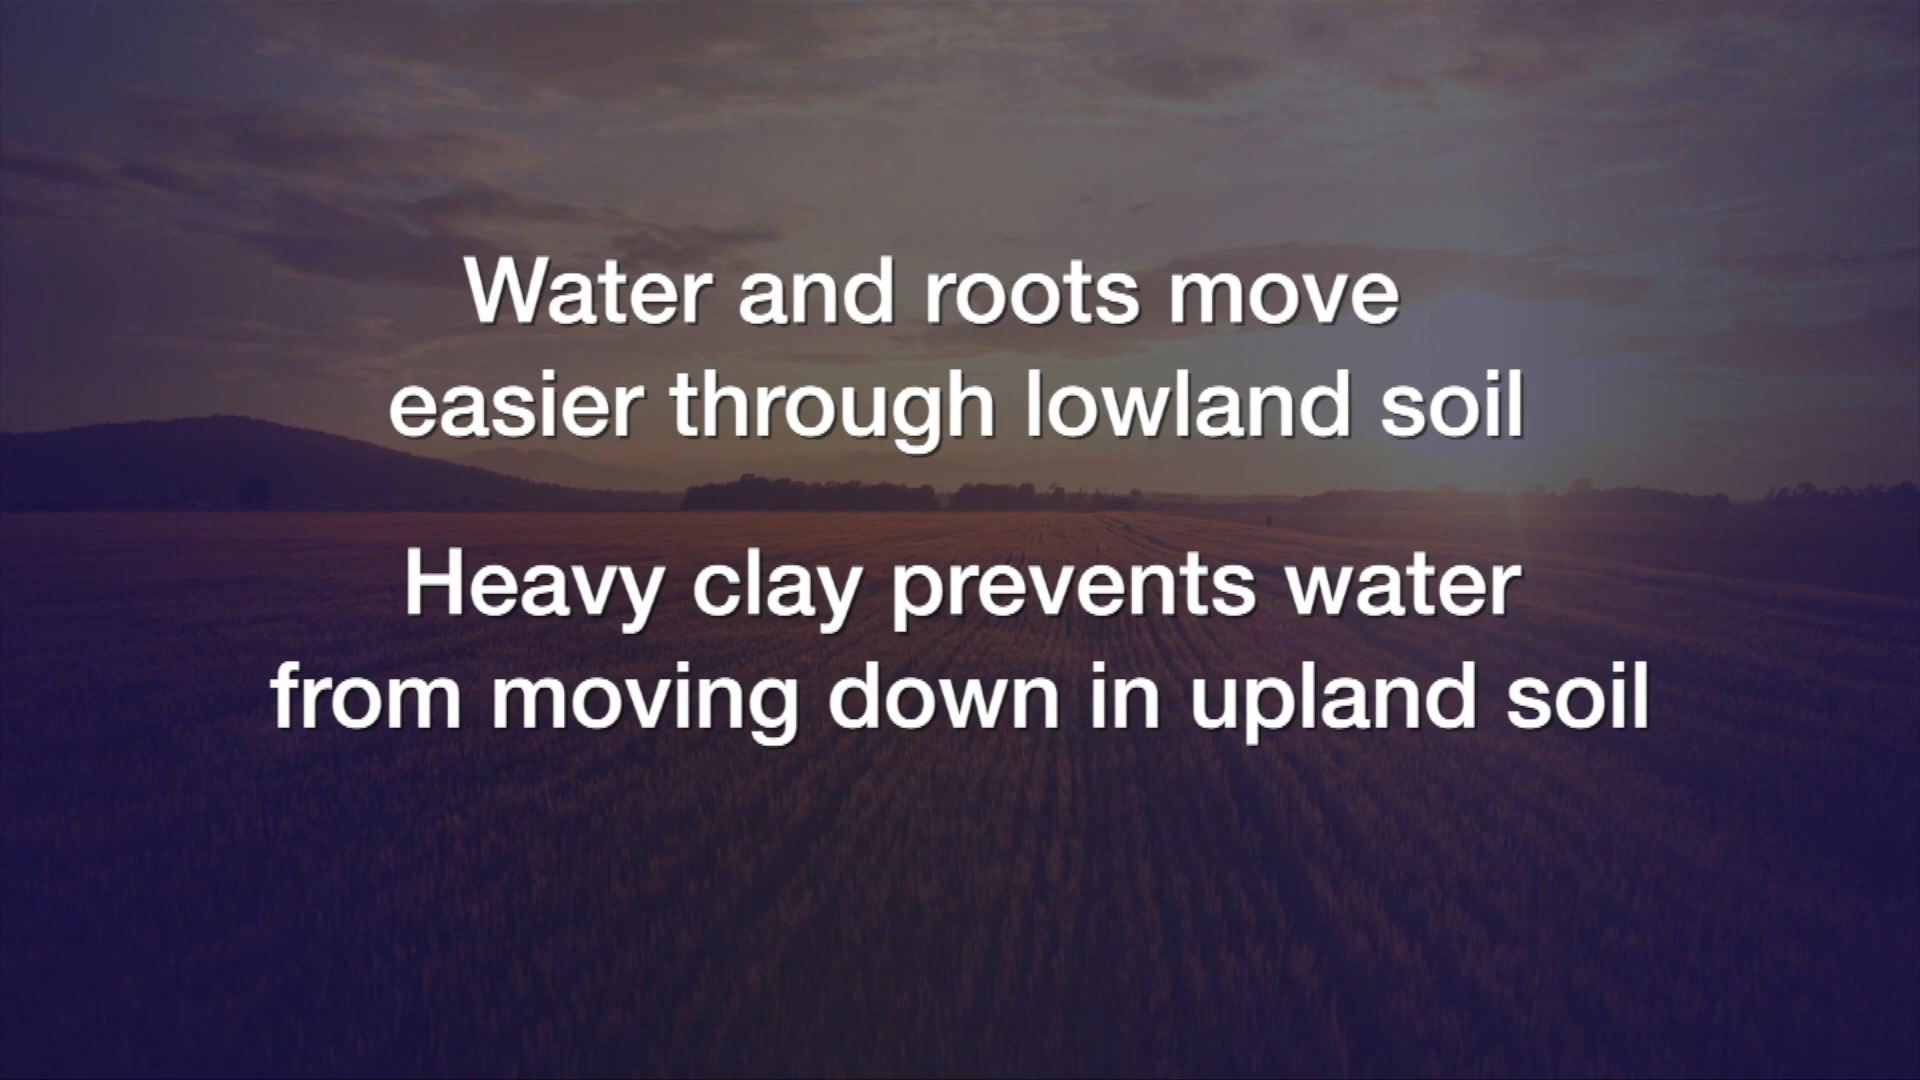 Water and roots move
easier through lowland soil
Heavy clay prevents water
from moving down in upland soil